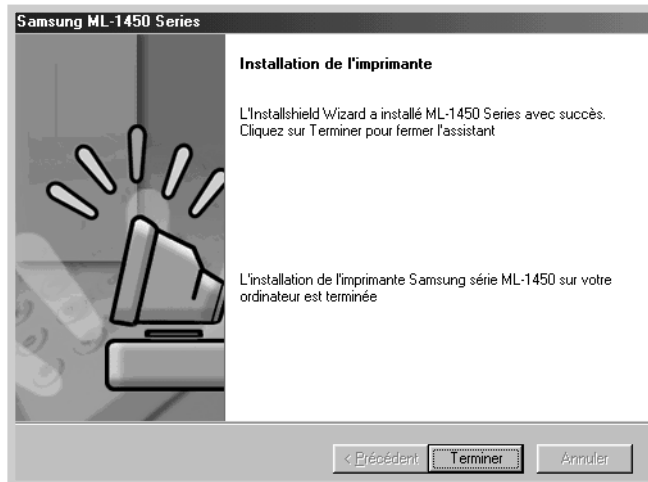 Samsung ML-1450 Series
Installation de l'imprimante
L'Installshield Wizard a installé ML-1450 Series avec succès.
Cliquez sur Terminer pour fermer l'assistant
L'installation de l'imprimante Samsung série ML-1450 sur votre
ordinateur est terminée
< Précédent
Terminer
Annuler